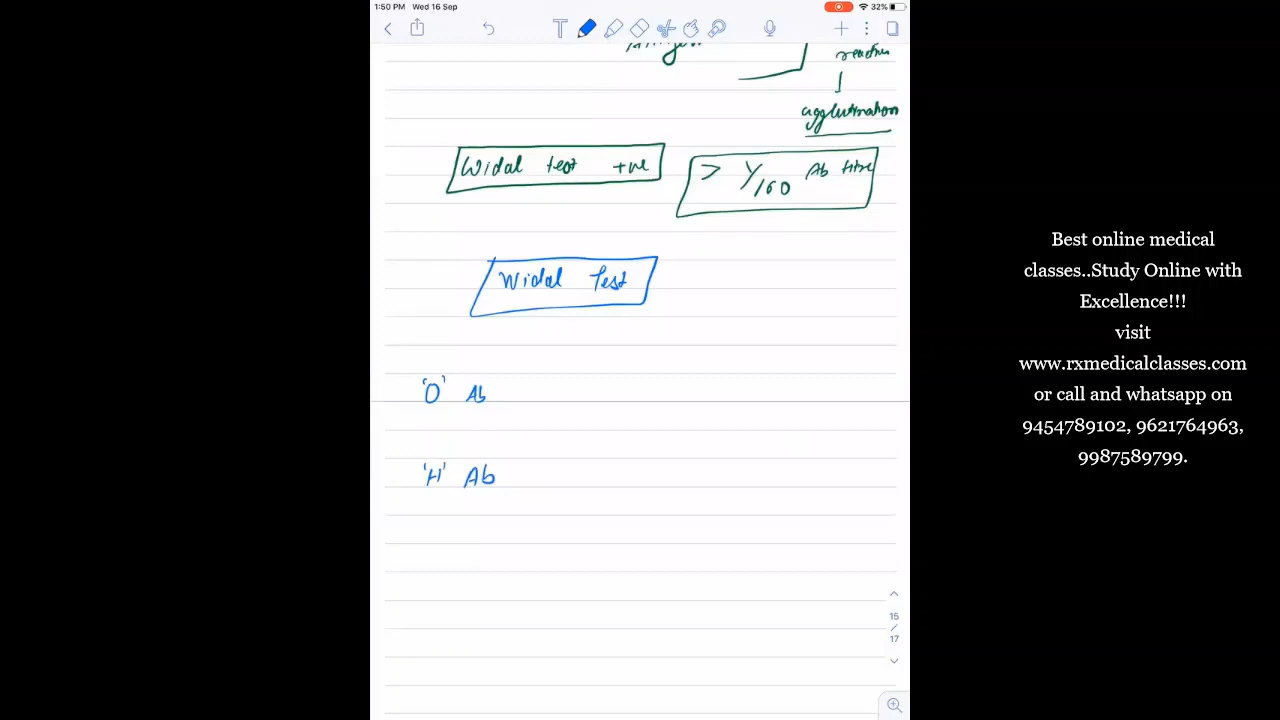 1:50 PM Wed 16 Sep
32%
reaction
agglutination
Widal test +ve
> 1/160 Ab titre
Widal Test
'O' Ab
'H' Ab
15
/
17
Best online medical
classes..Study Online with
Excellence!!!
visit
www.rxmedicalclasses.com
or call and whatsapp on
9454789102, 9621764963,
9987589799.